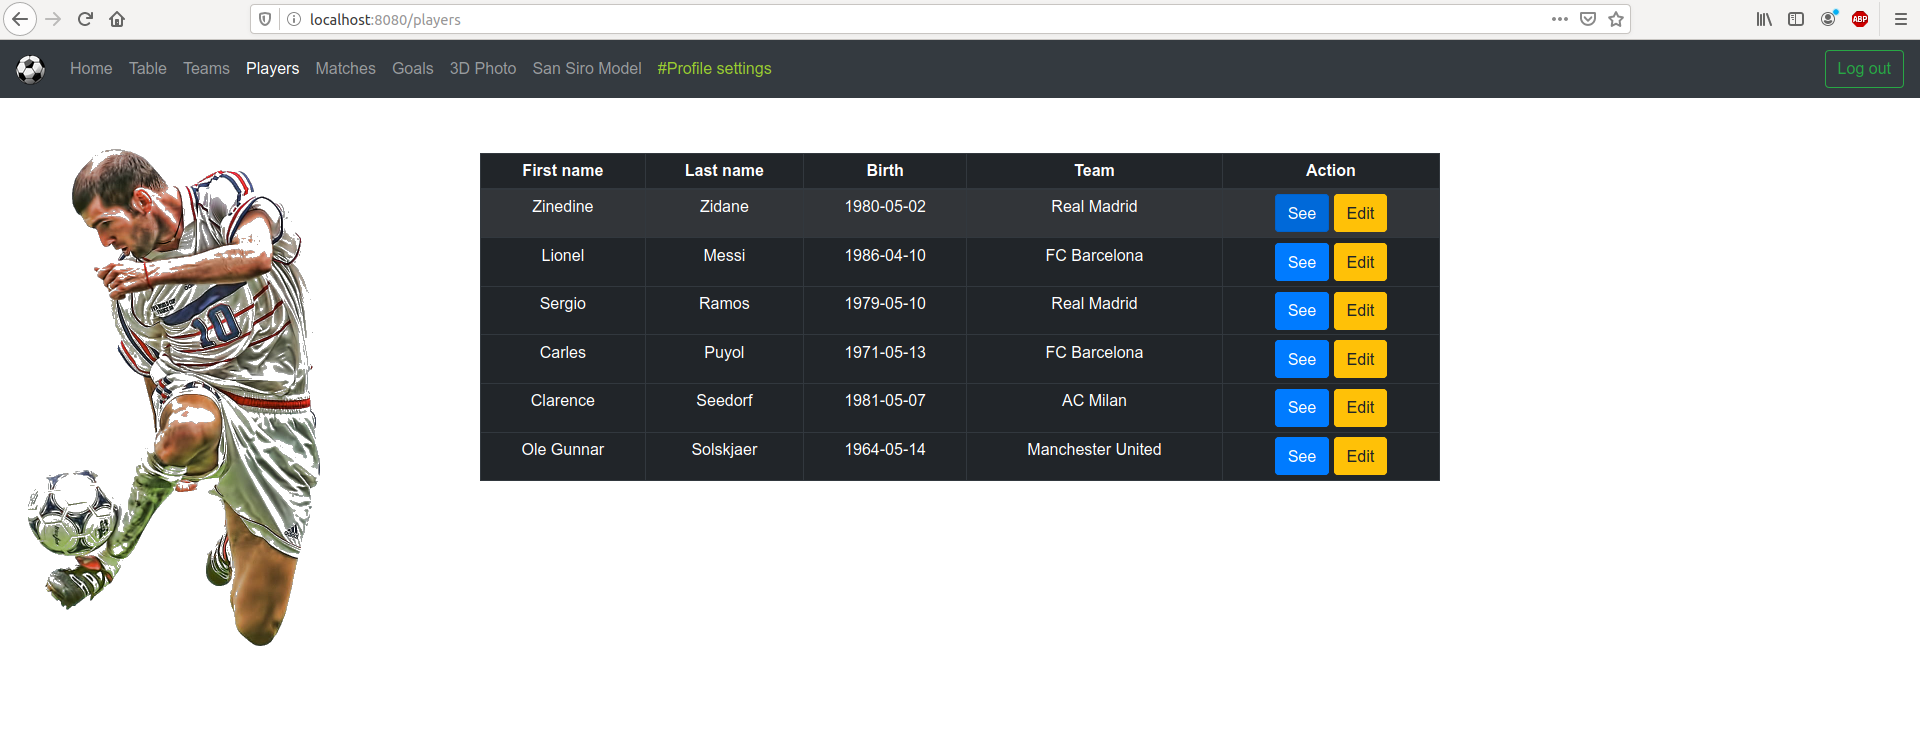 localhost:8080/players
ABP
Home Table Teams Players Matches Goals 3D Photo San Siro Model #Profile settings Log out
First name Last name Birth Team Action
Zinedine Zidane 1980-05-02 Real Madrid See Edit
Lionel Messi 1986-04-10 FC Barcelona See Edit
Sergio Ramos 1979-05-10 Real Madrid See Edit
Carles Puyol 1971-05-13 FC Barcelona See Edit
Clarence Seedorf 1981-05-07 AC Milan See Edit
Ole Gunnar Solskjaer 1964-05-14 Manchester United See Edit
10